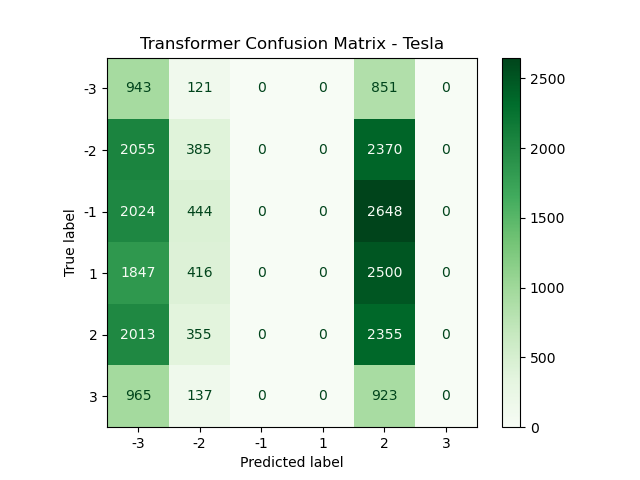 Transformer Confusion Matrix - Tesla
True label
-3 943 121 0 0 851 0
-2 2055 385 0 0 2370 0
-1 2024 444 0 0 2648 0
1 1847 416 0 0 2500 0
2 2013 355 0 0 2355 0
3 965 137 0 0 923 0
-3 -2 -1 1 2 3
Predicted label
2500
2000
1500
1000
500
0